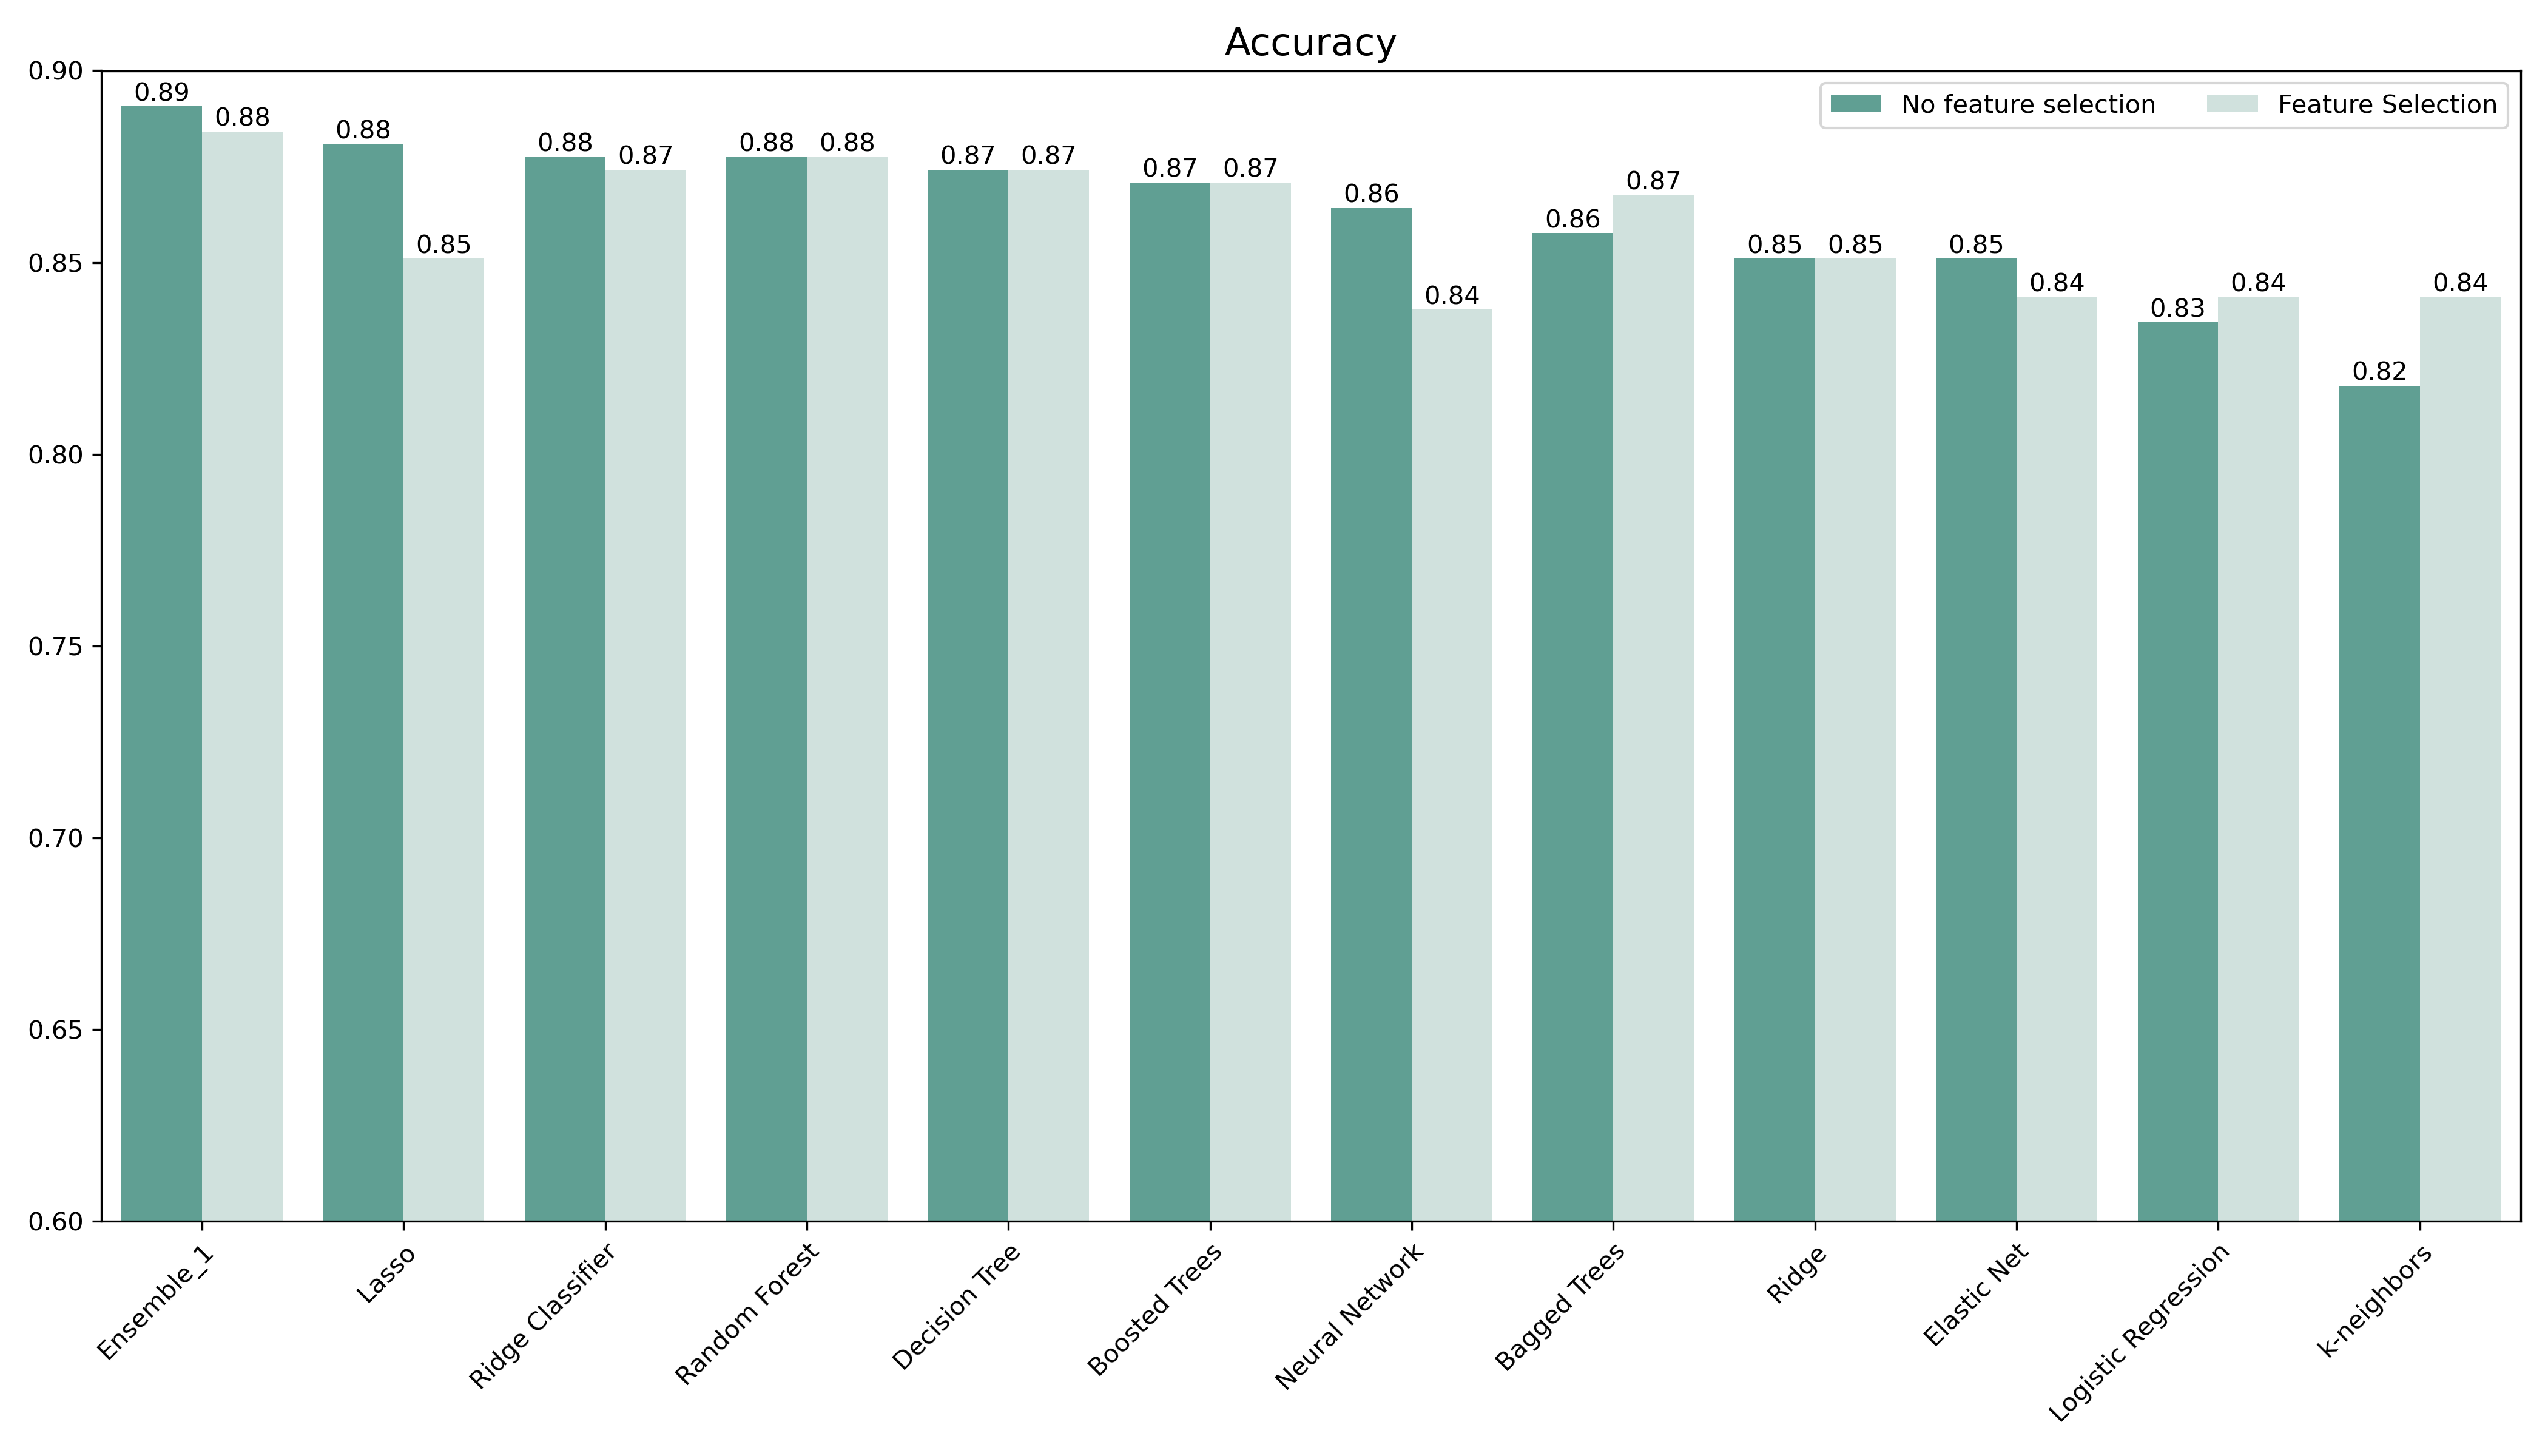 Accuracy
No feature selection
Feature Selection
0.90
0.85
0.80
0.75
0.70
0.65
0.60
0.89
0.88
0.88
0.85
0.88
0.87
0.88
0.88
0.87
0.87
0.87
0.87
0.86
0.84
0.86
0.87
0.85
0.85
0.85
0.84
0.83
0.84
0.82
0.84
Ensemble_1
Lasso
Ridge Classifier
Random Forest
Decision Tree
Boosted Trees
Neural Network
Bagged Trees
Ridge
Elastic Net
Logistic Regression
k-neighbors